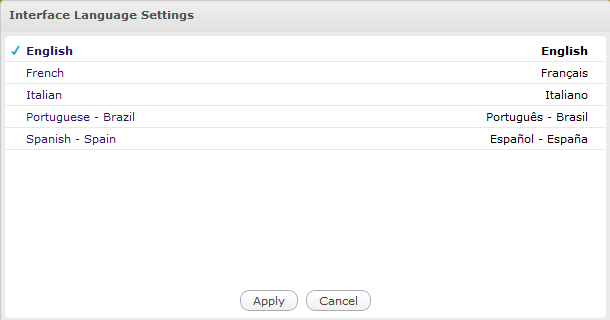 Interface Language Settings
English English
French Français
Italian Italiano
Portuguese - Brazil Português - Brasil
Spanish - Spain Español - España
Apply Cancel